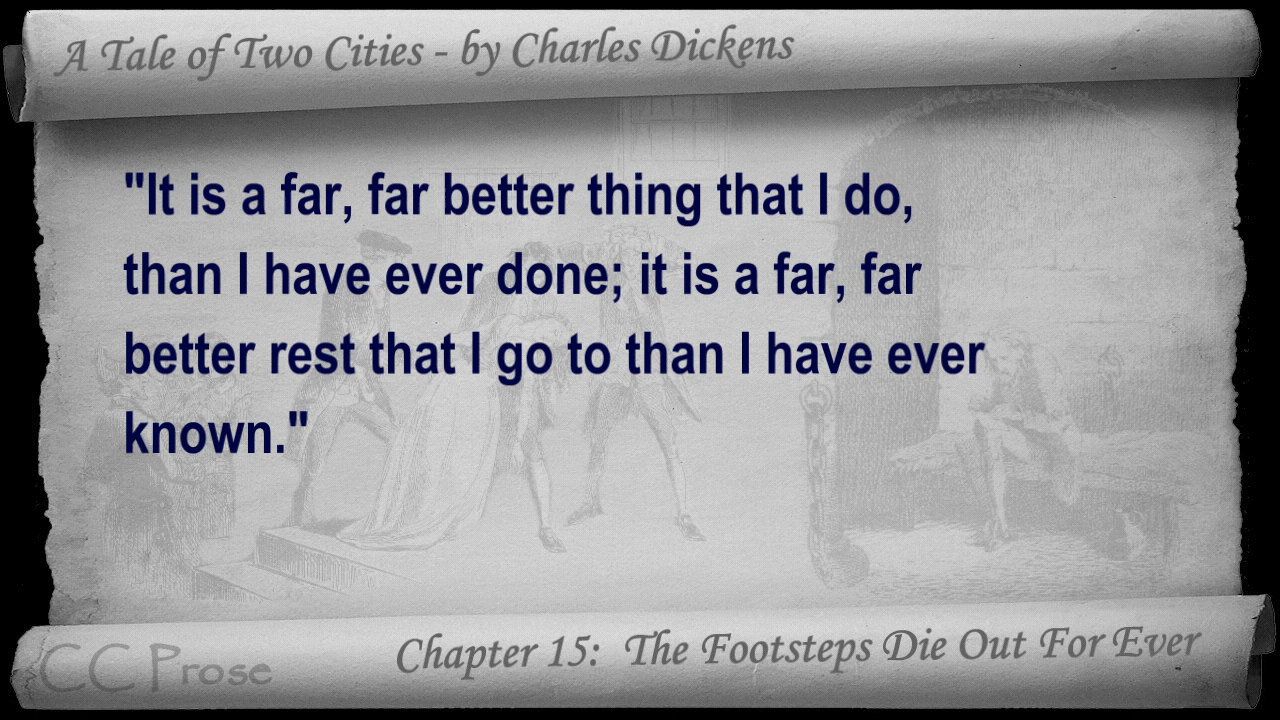 A Tale of Two Cities - by Charles Dickens
"It is a far, far better thing that I do,
than I have ever done; it is a far, far
better rest that I go to than I have ever
known."
Chapter 15: The Footsteps Die Out For Ever
CC Prose